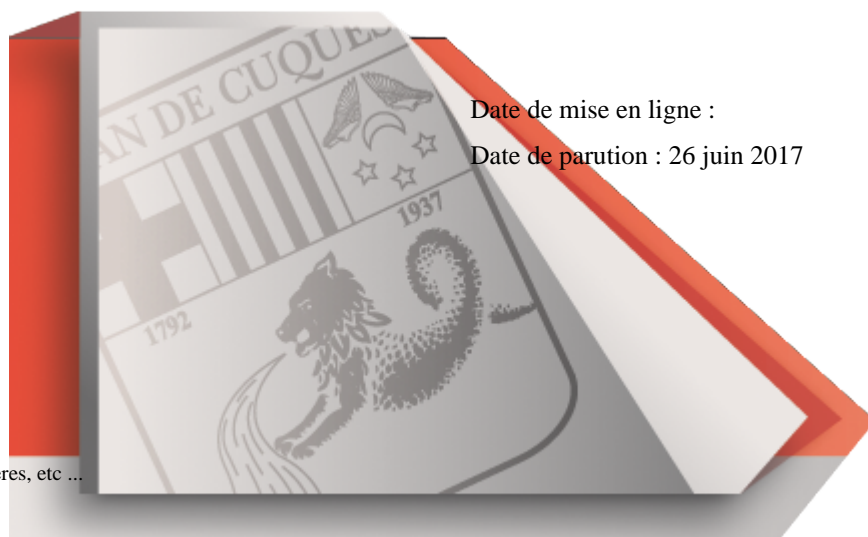 AN DE CUQUES
Date de mise en ligne :
Date de parution : 26 juin 2017
1937
1792
res, etc ...